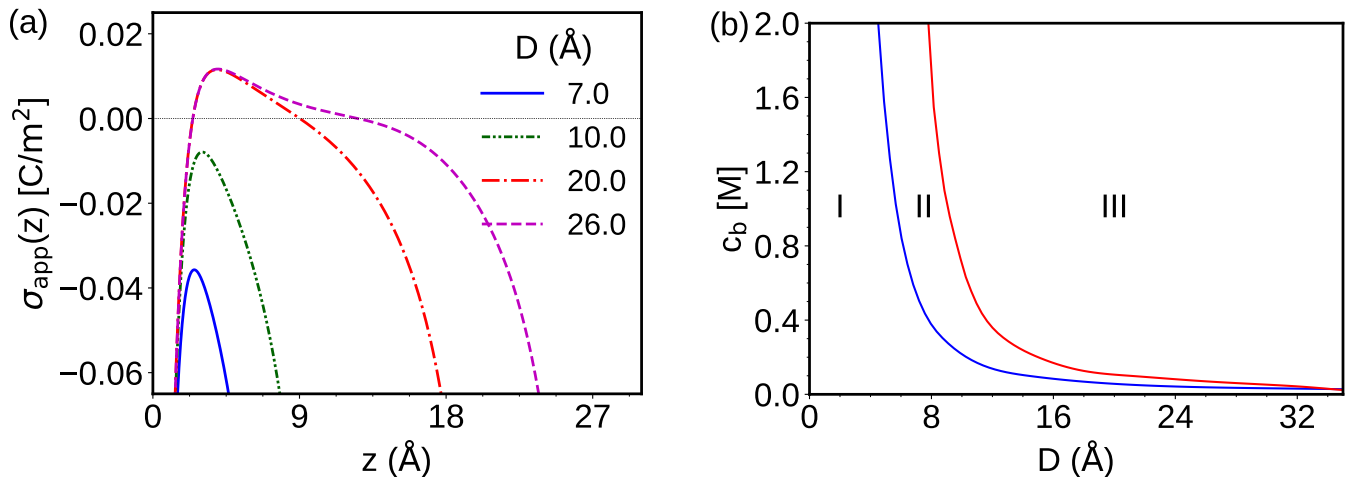 (a)
σapp(z) [C/m²]
0.02
0.00
−0.02
−0.04
−0.06
0 9 18 27
z (Å)
D (Å)
7.0
10.0
20.0
26.0
(b)
cb [M]
2.0
1.6
1.2
0.8
0.4
0.0
I II III
0 8 16 24 32
D (Å)